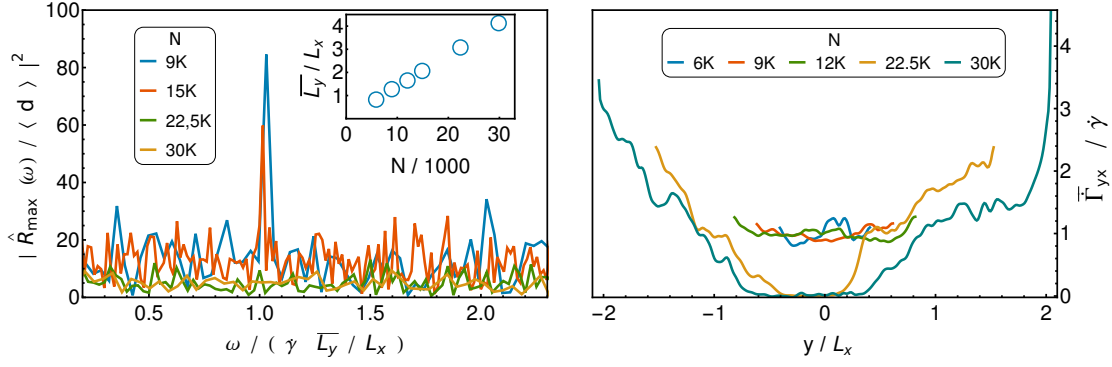 100
80
60
40
20
0
0.5 1.0 1.5 2.0
| R̂max (ω) / ⟨ d ⟩ |²
ω / ( γ̇ L̅y̅ / Lx )
N
9K
15K
22,5K
30K
4
3
2
1
0 10 20 30
L̅y̅ / Lx
N / 1000
N
6K 9K 12K 22.5K 30K
4
3
2
1
0
−2 −1 0 1 2
y / Lx
Γ̅̇yx / γ̇